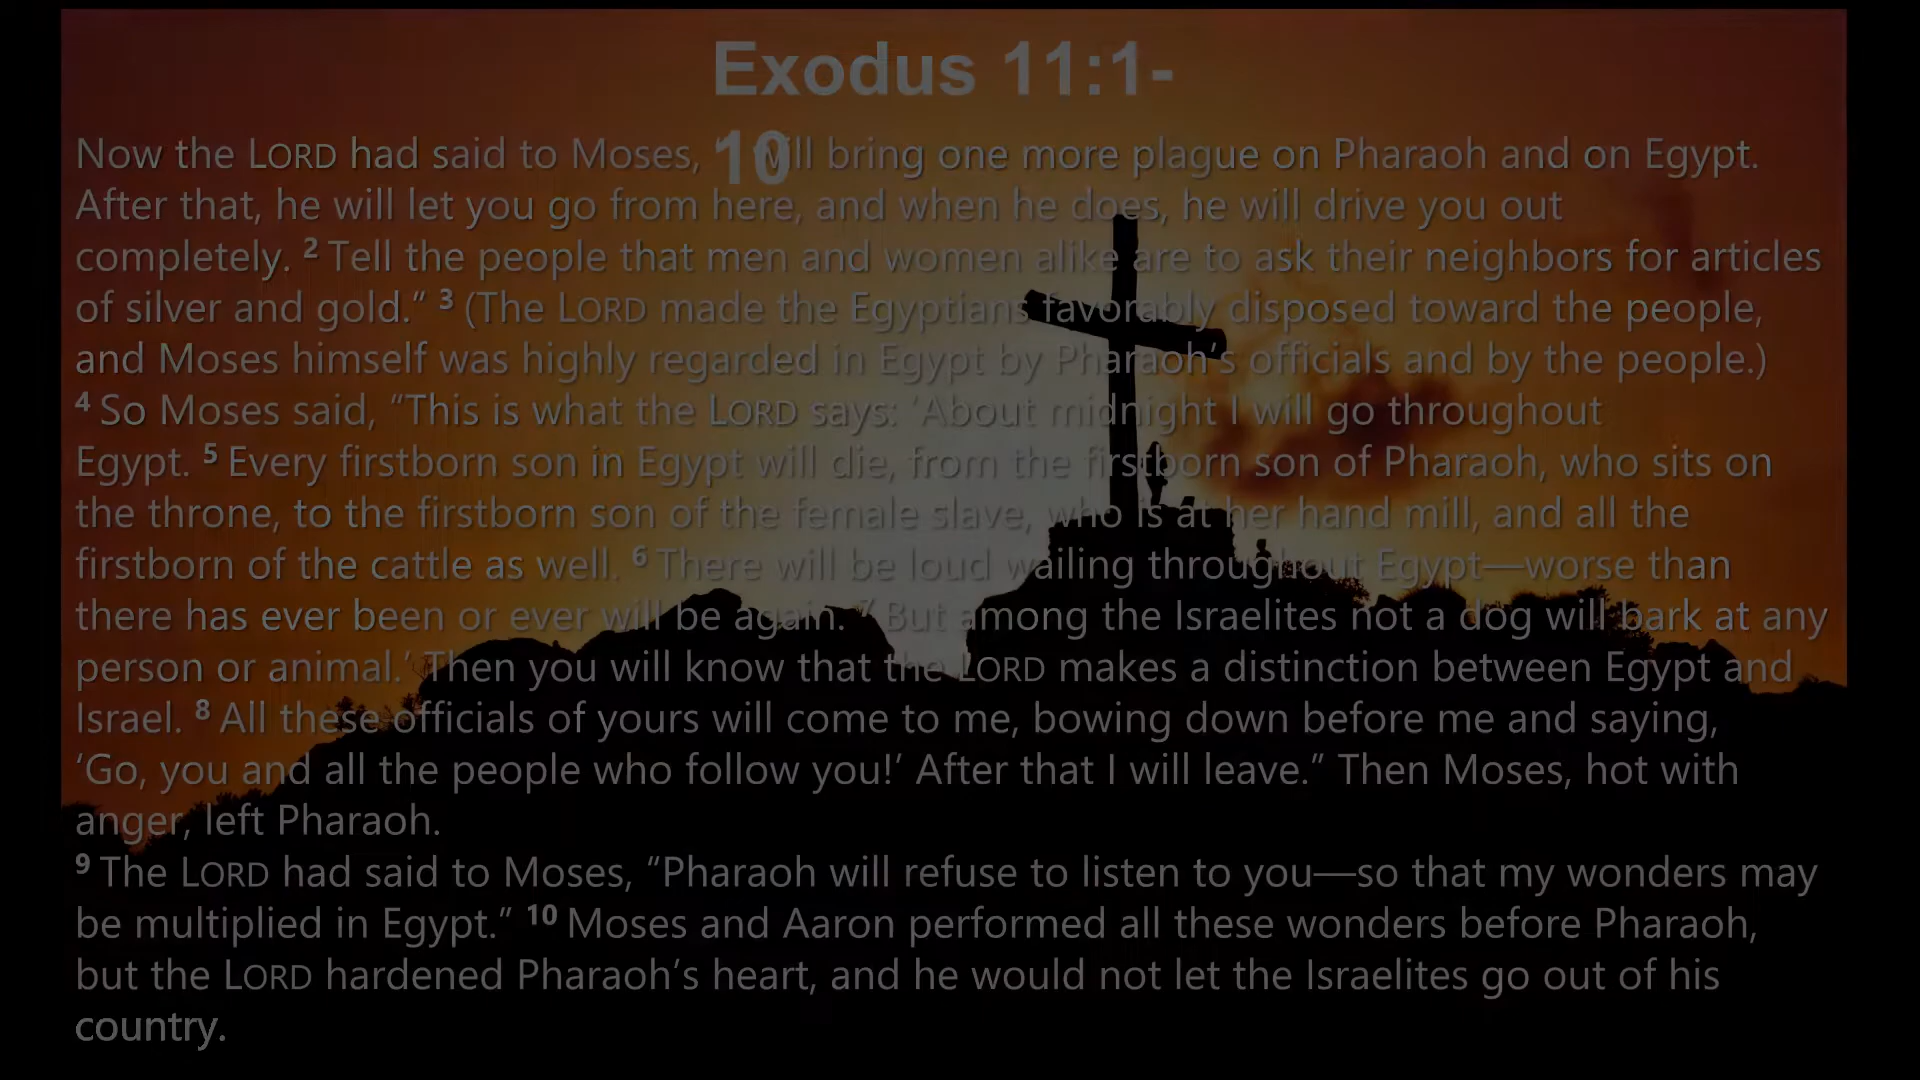 Exodus 11:1-
10
Now the LORD had said to Moses, “I will bring one more plague on Pharaoh and on Egypt.
After that, he will let you go from here, and when he does, he will drive you out
completely. 2 Tell the people that men and women alike are to ask their neighbors for articles
of silver and gold.” 3 (The LORD made the Egyptians favorably disposed toward the people,
and Moses himself was highly regarded in Egypt by Pharaoh’s officials and by the people.)
4 So Moses said, “This is what the LORD says: ‘About midnight I will go throughout
Egypt. 5 Every firstborn son in Egypt will die, from the firstborn son of Pharaoh, who sits on
the throne, to the firstborn son of the female slave, who is at her hand mill, and all the
firstborn of the cattle as well. 6 There will be loud wailing throughout Egypt—worse than
there has ever been or ever will be again. 7 But among the Israelites not a dog will bark at any
person or animal.’ Then you will know that the LORD makes a distinction between Egypt and
Israel. 8 All these officials of yours will come to me, bowing down before me and saying,
‘Go, you and all the people who follow you!’ After that I will leave.” Then Moses, hot with
anger, left Pharaoh.
9 The LORD had said to Moses, “Pharaoh will refuse to listen to you—so that my wonders may
be multiplied in Egypt.” 10 Moses and Aaron performed all these wonders before Pharaoh,
but the LORD hardened Pharaoh’s heart, and he would not let the Israelites go out of his
country.